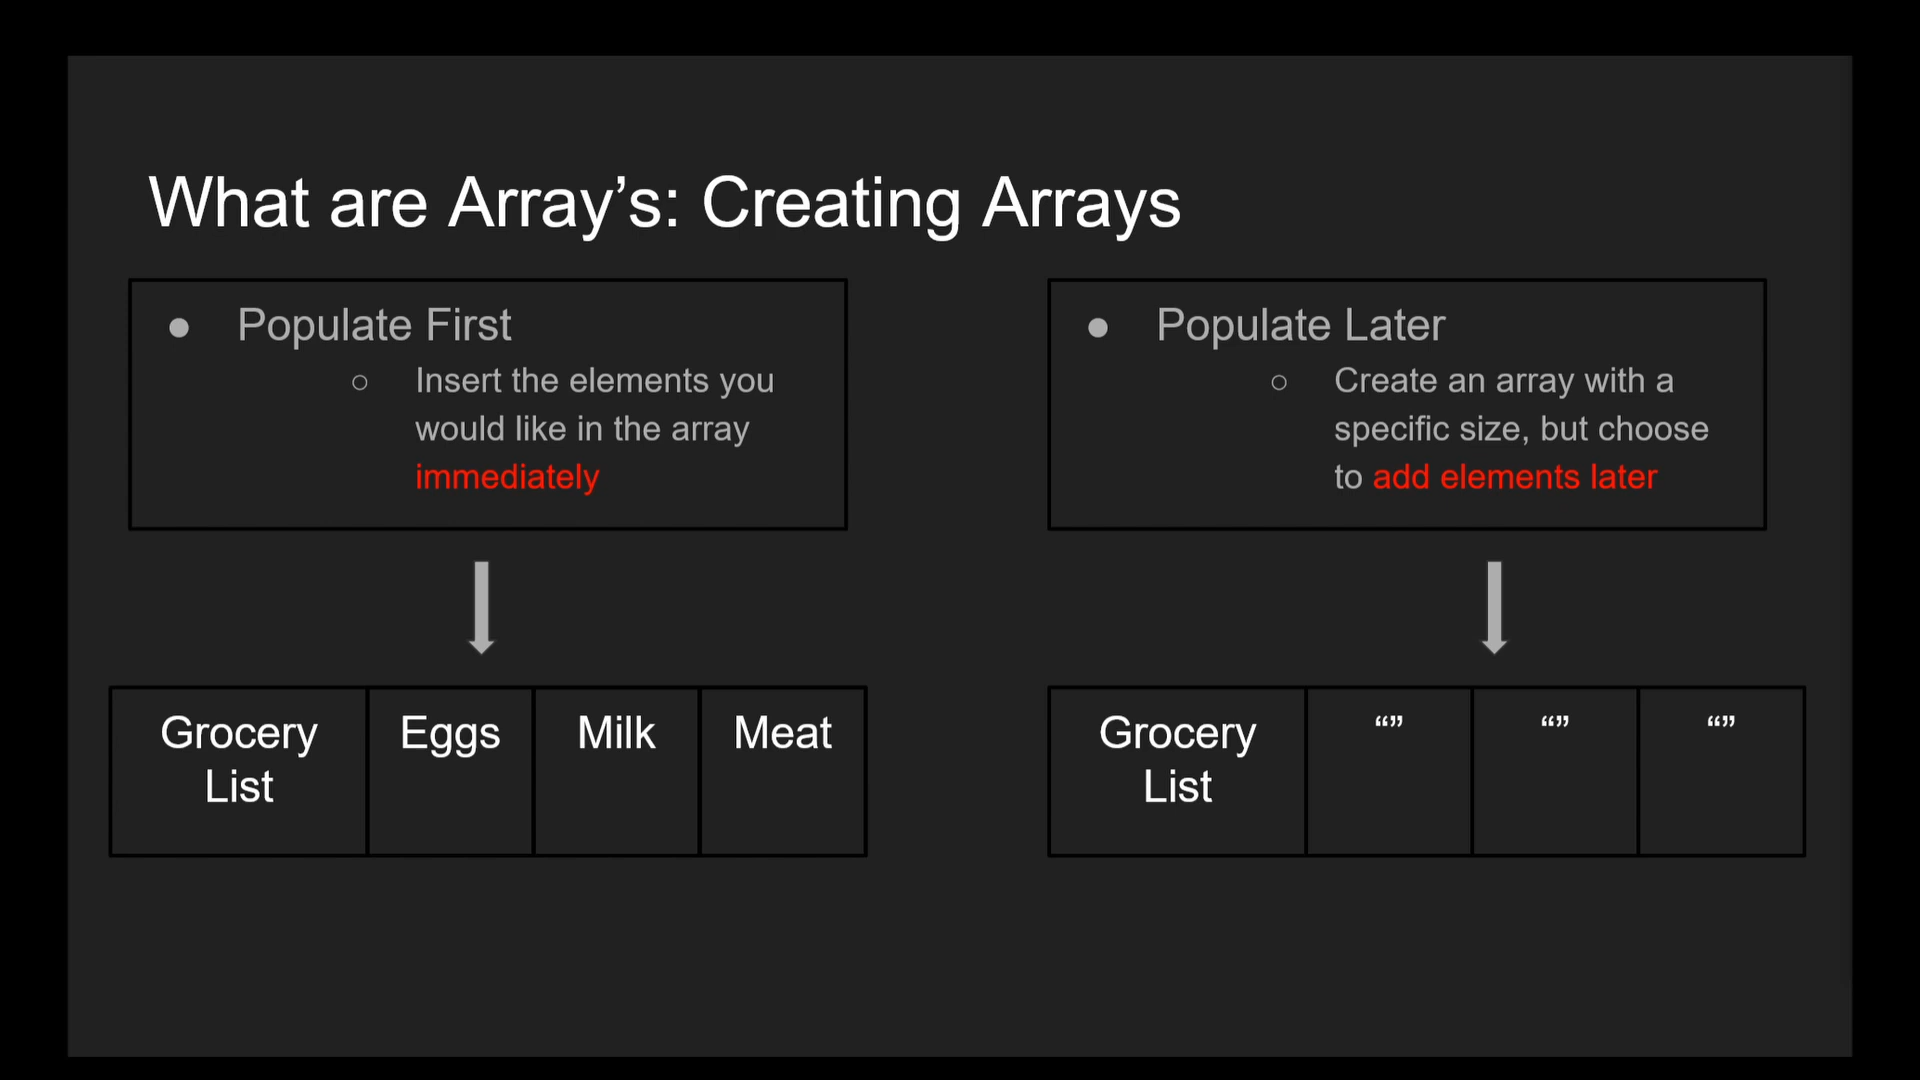 What are Array’s: Creating Arrays
● Populate First
○ Insert the elements you
would like in the array
immediately
● Populate Later
○ Create an array with a
specific size, but choose
to add elements later
Grocery
List
Eggs
Milk
Meat
Grocery
List
“”
“”
“”